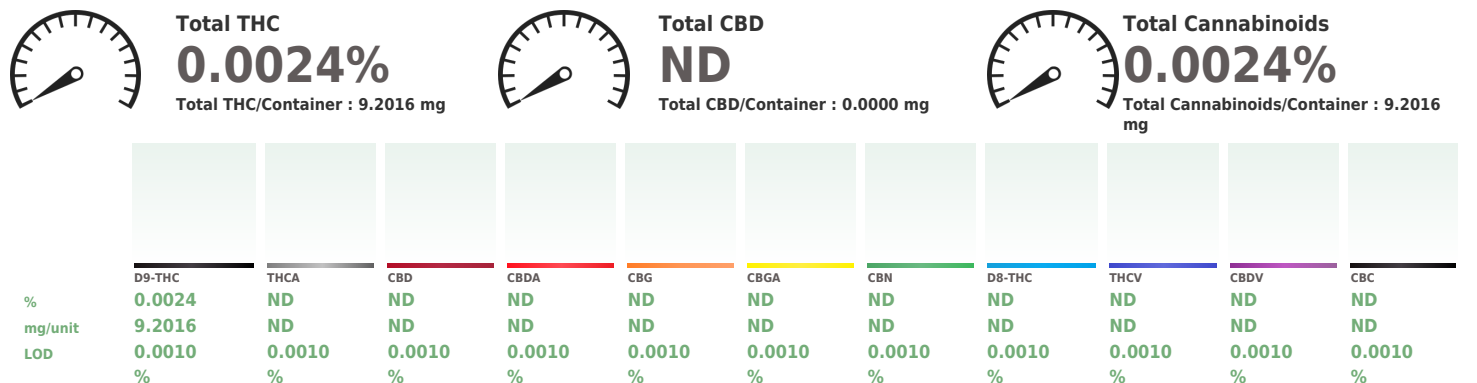 Total THC
0.0024%
Total THC/Container : 9.2016 mg
Total CBD
ND
Total CBD/Container : 0.0000 mg
Total Cannabinoids
0.0024%
Total Cannabinoids/Container : 9.2016
mg
D9-THC THCA CBD CBDA CBG CBGA CBN D8-THC THCV CBDV CBC
% 0.0024 ND ND ND ND ND ND ND ND ND ND
mg/unit 9.2016 ND ND ND ND ND ND ND ND ND ND
LOD 0.0010 0.0010 0.0010 0.0010 0.0010 0.0010 0.0010 0.0010 0.0010 0.0010 0.0010
% % % % % % % % % % %